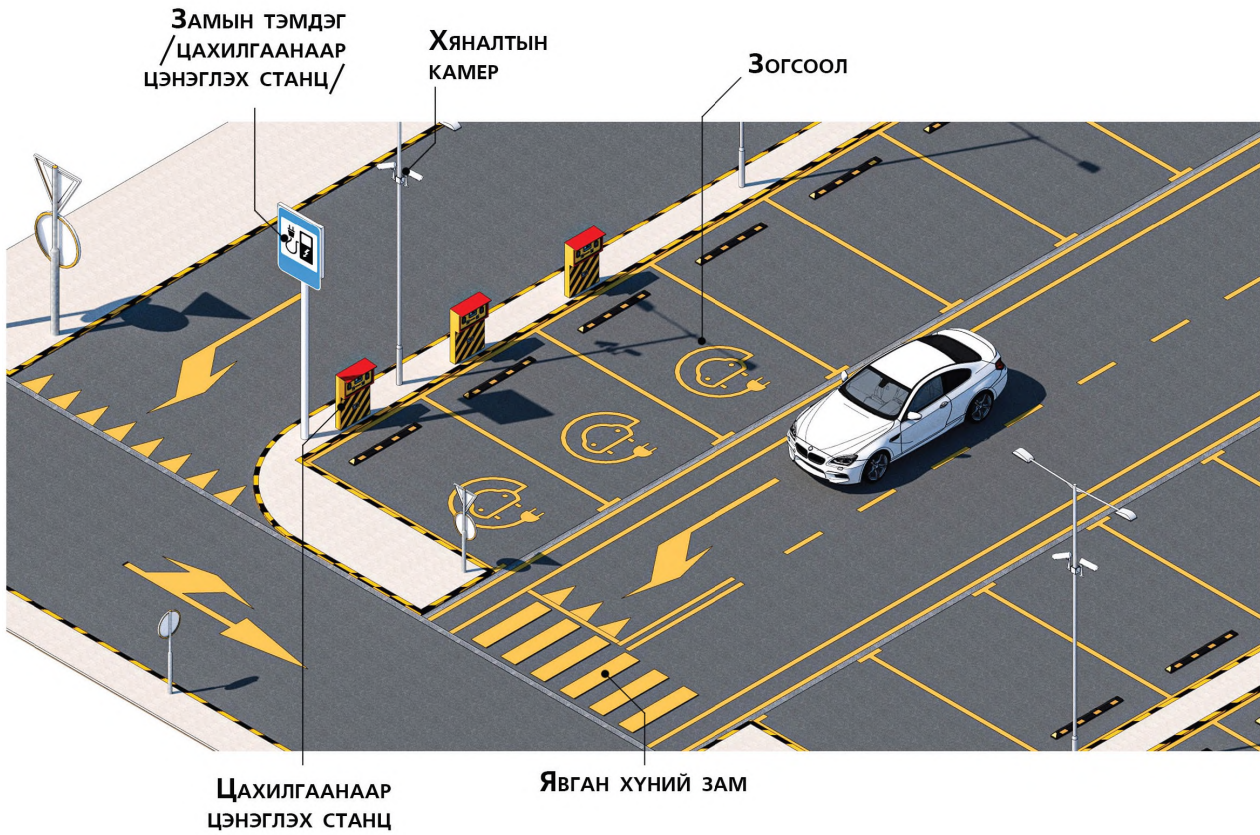 Замын тэмдэг
/цахилгаанаар
цэнэглэх станц/
Хяналтын
камер
Зогсоол
Цахилгаанаар
цэнэглэх станц
Явган хүний зам